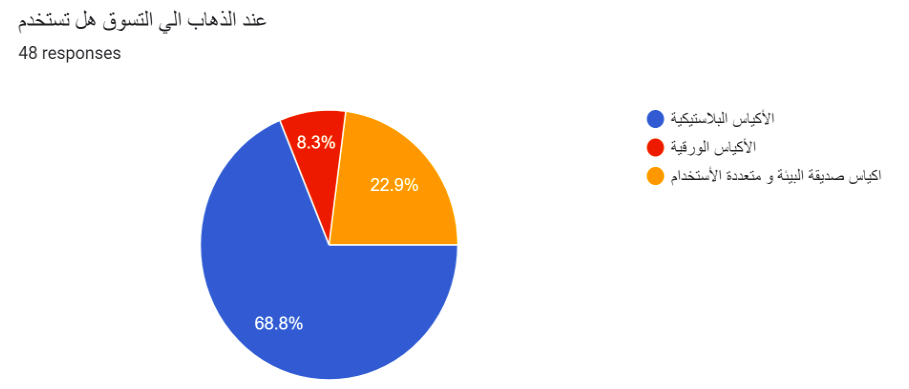 عند الذهاب الي التسوق هل تستخدم
48 responses
الأكياس البلاستيكية
الأكياس الورقية
اكياس صديقة البيئة و متعددة الأستخدام
8.3%
22.9%
68.8%